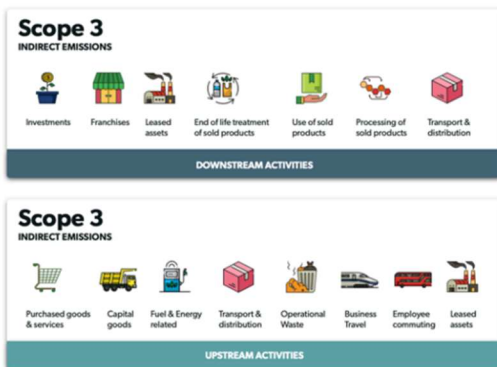 Scope 3
INDIRECT EMISSIONS
Investments
Franchises
Leased
assets
End of life treatment
of sold products
Use of sold
products
Processing of
sold products
Transport &
distribution
DOWNSTREAM ACTIVITIES
Scope 3
INDIRECT EMISSIONS
Purchased goods
& services
Capital
goods
Fuel & Energy
related
Transport &
distribution
Operational
Waste
Business
Travel
Employee
commuting
Leased
assets
UPSTREAM ACTIVITIES